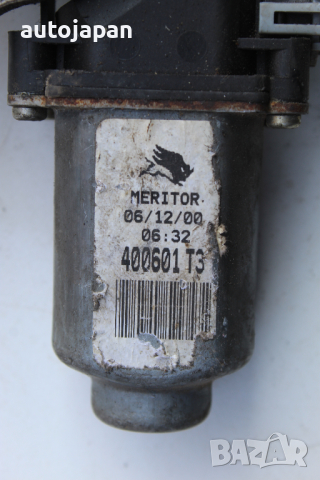 autojapan
MERITOR
06/12/00
06:32
400601 T3
BAZAR